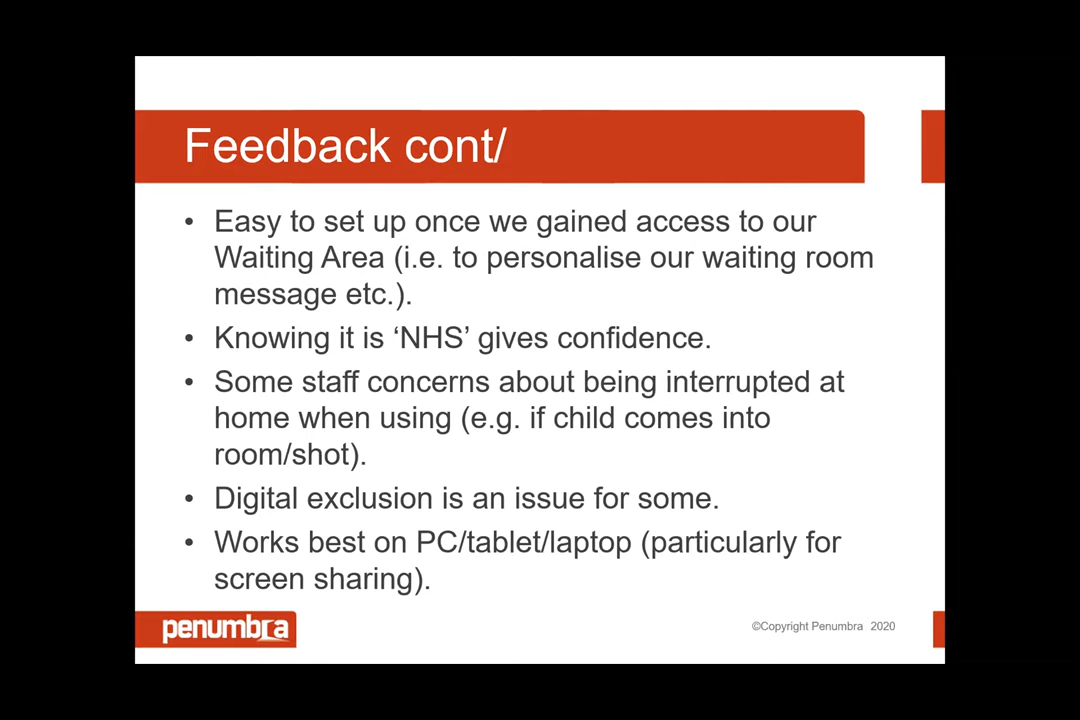 Feedback cont/
• Easy to set up once we gained access to our
Waiting Area (i.e. to personalise our waiting room
message etc.).
• Knowing it is ‘NHS’ gives confidence.
• Some staff concerns about being interrupted at
home when using (e.g. if child comes into
room/shot).
• Digital exclusion is an issue for some.
• Works best on PC/tablet/laptop (particularly for
screen sharing).
penumbra
©Copyright Penumbra 2020